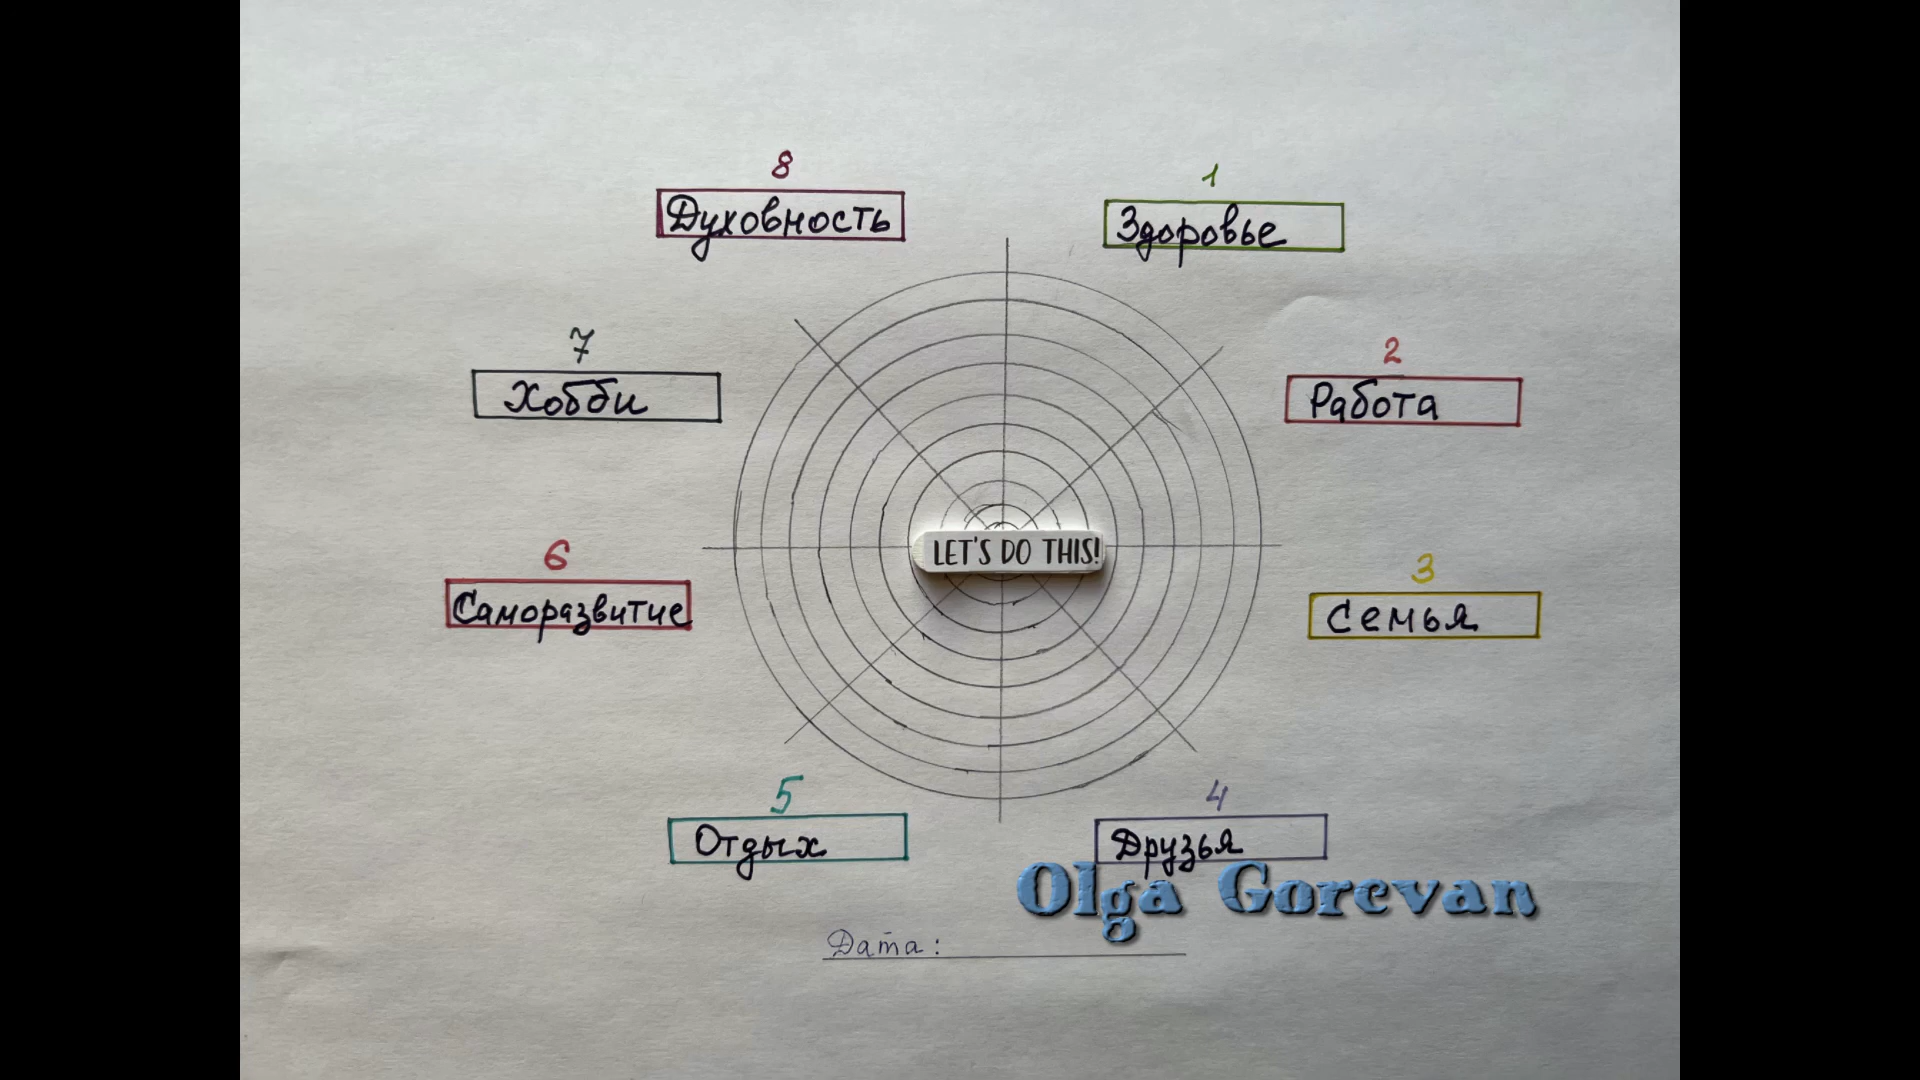 8
Духовность
1
Здоровье
7
Хобби
2
Работа
LET'S DO THIS!
6
Саморазвитие
3
Семья
5
Отдых
4
Друзья
Olga Gorevan
Дата: